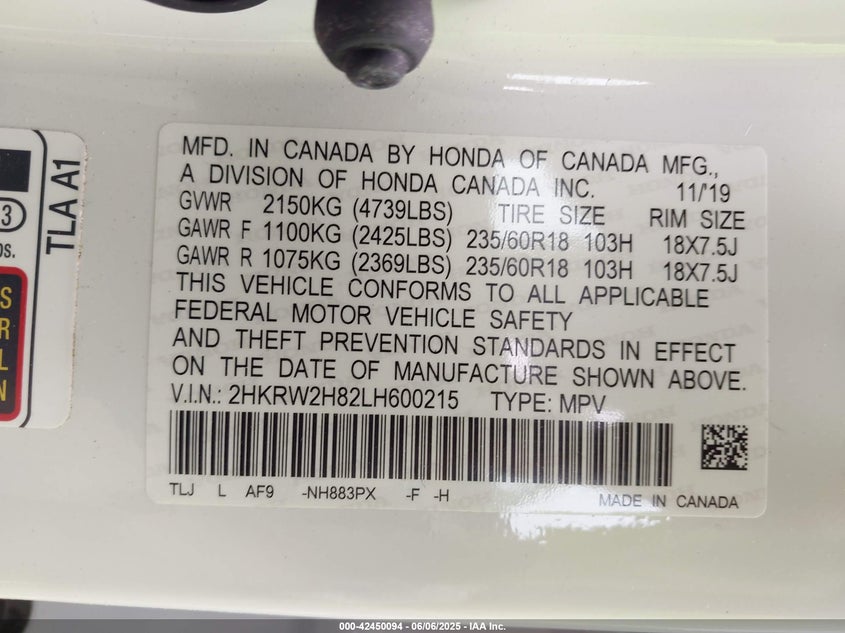 MFD. IN CANADA BY HONDA OF CANADA MFG.,
A DIVISION OF HONDA CANADA INC. 11/'19
GVWR 2150KG (4739LBS) TIRE SIZE RIM SIZE
GAWR F 1100KG (2425LBS) 235/60R18 103H 18X7.5J
GAWR R 1075KG (2369LBS) 235/60R18 103H 18X7.5J
THIS VEHICLE CONFORMS TO ALL APPLICABLE
FEDERAL MOTOR VEHICLE SAFETY
AND THEFT PREVENTION STANDARDS IN EFFECT
ON THE DATE OF MANUFACTURE SHOWN ABOVE.
V.I.N.: 2HKRW2H82LH600215 TYPE: MPV
TLJ L AF9 -NH883PX -F -H
MADE IN CANADA
TLA A1
3
000-42450094 - 06/06/2025 - IAA Inc.